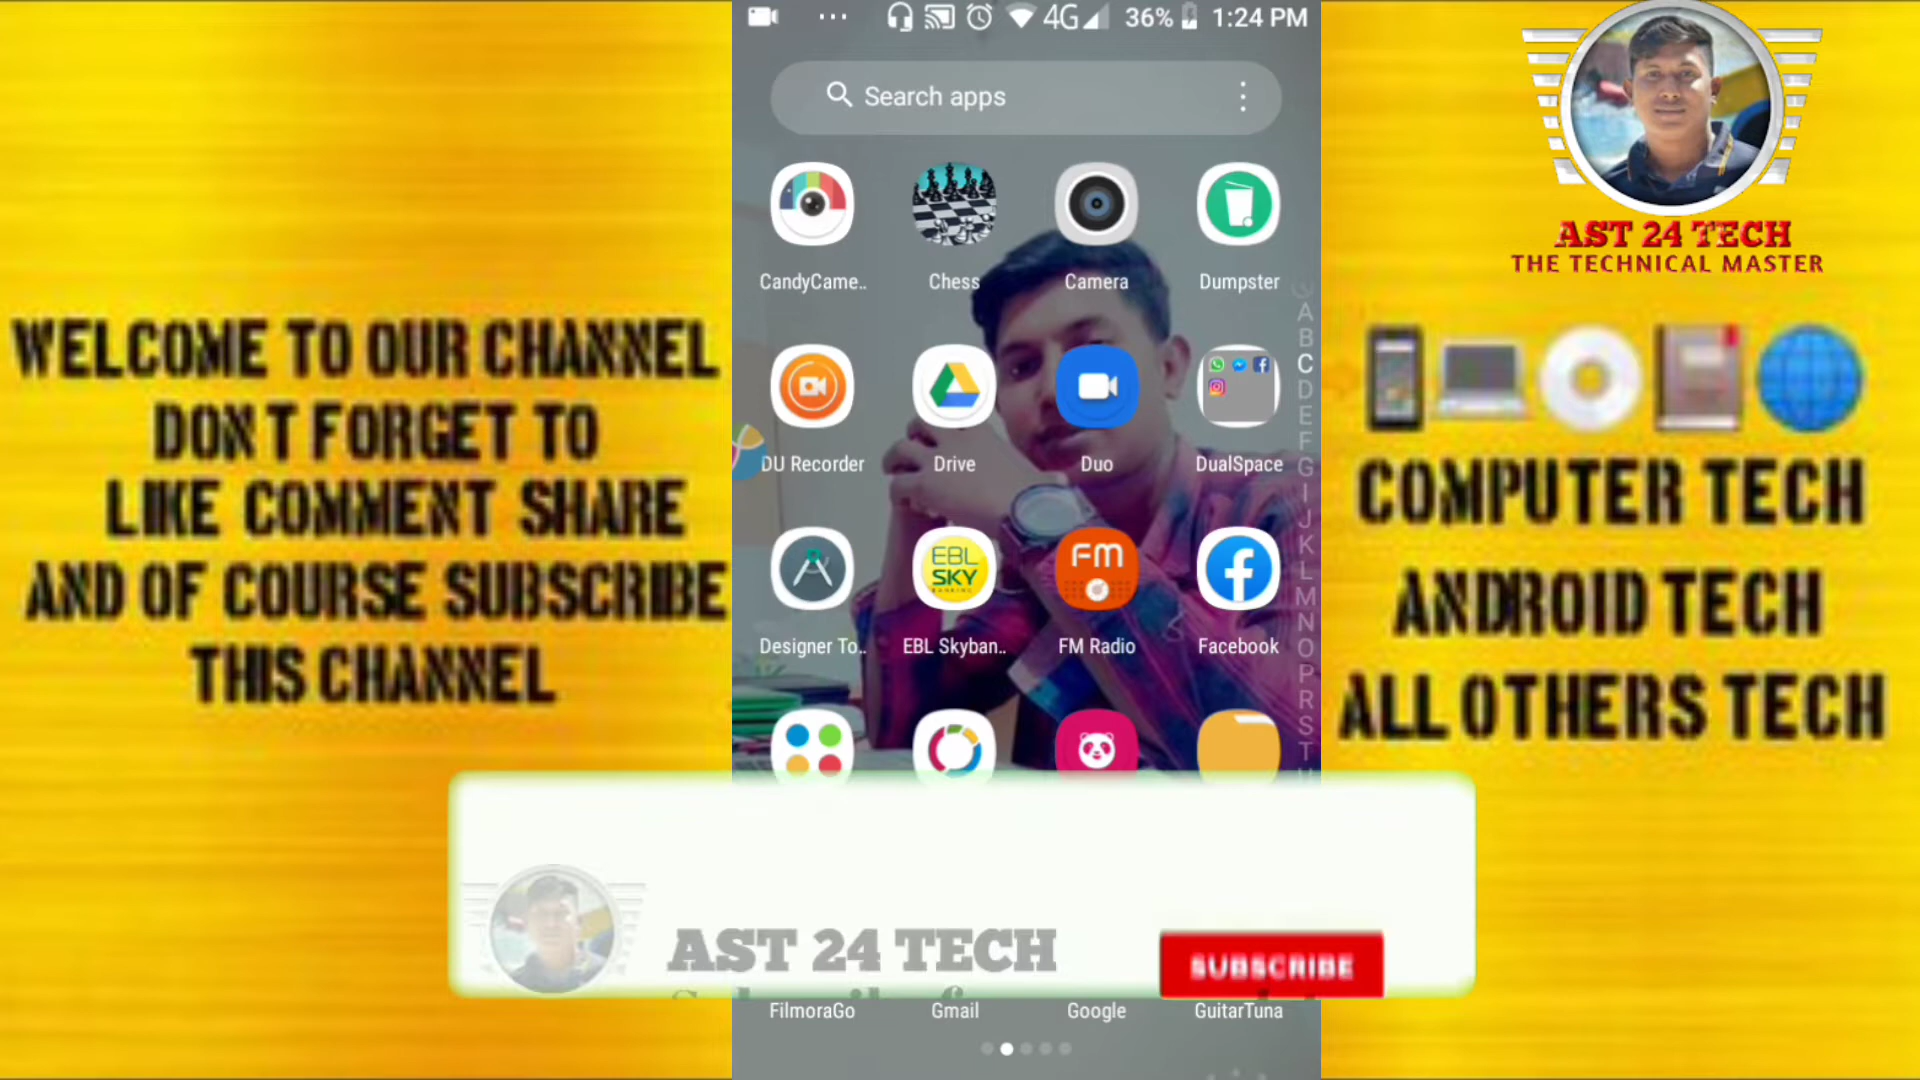 WELCOME TO OUR CHANNEL
DON T FORGET TO
LIKE COMMENT SHARE
AND OF COURSE SUBSCRIBE
THIS CHANNEL
4G 36% 1:24 PM
Search apps
CandyCame..
Chess
Camera
Dumpster
DU Recorder
Drive
Duo
DualSpace
EBL
SKY
BANKING
FM
Designer To..
EBL Skyban..
FM Radio
Facebook
A
B
C
D
E
F
G
I
J
K
L
M
N
O
P
R
S
T
AST 24 TECH
SUBSCRIBE
FilmoraGo
Gmail
Google
GuitarTuna
AST 24 TECH
THE TECHNICAL MASTER
COMPUTER TECH
ANDROID TECH
ALL OTHERS TECH